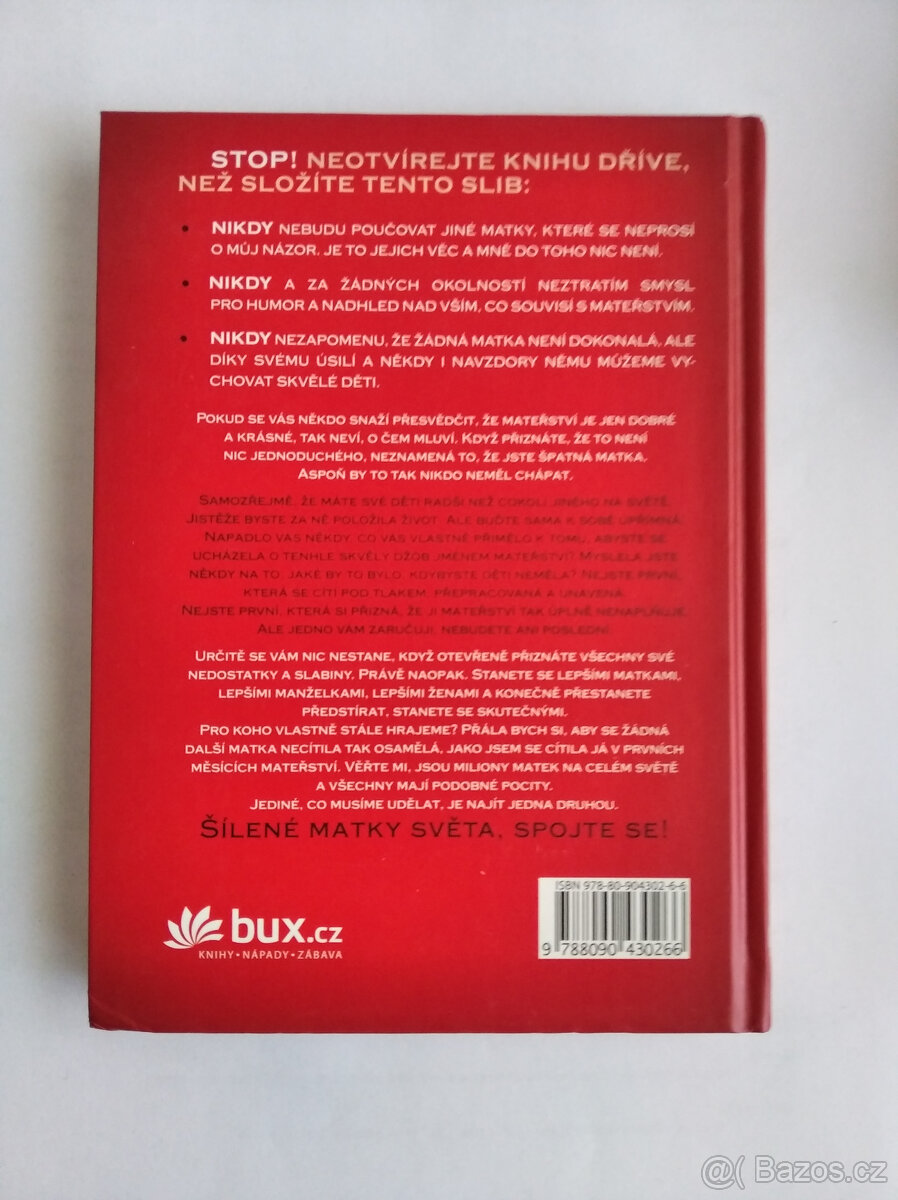 STOP! NEOTVÍREJTE KNIHU DŘÍVE,
NEŽ SLOŽÍTE TENTO SLIB:
• NIKDY NEBUDU POUČOVAT JINÉ MATKY, KTERÉ SE NEPROSÍ
O MŮJ NÁZOR. JE TO JEJICH VĚC A MNĚ DO TOHO NIC NENÍ.
• NIKDY A ZA ŽÁDNÝCH OKOLNOSTÍ NEZTRATÍM SMYSL
PRO HUMOR A NADHLED NAD VŠÍM, CO SOUVISÍ S MATEŘSTVÍM.
• NIKDY NEZAPOMENU, ŽE ŽÁDNÁ MATKA NENÍ DOKONALÁ, ALE
DÍKY SVÉMU ÚSILÍ A NĚKDY I NAVZDORY NĚMU MŮŽEME VY-
CHOVAT SKVĚLÉ DĚTI.
POKUD SE VÁS NĚKDO SNAŽÍ PŘESVĚDČIT, ŽE MATEŘSTVÍ JE JEN DOBRÉ
A KRÁSNÉ, TAK NEVÍ, O ČEM MLUVÍ. KDYŽ PŘIZNÁTE, ŽE TO NENÍ
NIC JEDNODUCHÉHO, NEZNAMENÁ TO, ŽE JSTE ŠPATNÁ MATKA.
ASPOŇ BY TO TAK NIKDO NEMĚL CHÁPAT.
SAMOZŘEJMĚ, ŽE MÁTE SVÉ DĚTI RADŠI NEŽ COKOLI JINÉHO NA SVĚTĚ.
JISTĚŽE BYSTE ZA NĚ POLOŽILA ŽIVOT. ALE BUĎTE SAMA K SOBĚ UPŘÍMNÁ.
NAPADLO VÁS NĚKDY, CO VÁS VLASTNĚ PŘIMĚLO K TOMU, ABYSTE SE
UCHÁZELA O TENHLE SKVĚLÝ DŽOB JMÉNEM MATEŘSTVÍ? MYSLELA JSTE
NĚKDY NA TO, JAKÉ BY TO BYLO, KDYBYSTE DĚTI NEMĚLA? NEJSTE PRVNÍ,
KTERÁ SE CÍTÍ POD TLAKEM, PŘEPRACOVANÁ A UNAVENÁ.
NEJSTE PRVNÍ, KTERÁ SI PŘIZNÁ, ŽE JI MATEŘSTVÍ TAK ÚPLNĚ NENAPLŇUJE.
ALE JEDNO VÁM ZARUČUJI, NEBUDETE ANI POSLEDNÍ.
URČITĚ SE VÁM NIC NESTANE, KDYŽ OTEVŘENĚ PŘIZNÁTE VŠECHNY SVÉ
NEDOSTATKY A SLABINY. PRÁVĚ NAOPAK. STANETE SE LEPŠÍMI MATKAMI,
LEPŠÍMI MANŽELKAMI, LEPŠÍMI ŽENAMI A KONEČNĚ PŘESTANETE
PŘEDSTÍRAT, STANETE SE SKUTEČNÝMI.
PRO KOHO VLASTNĚ STÁLE HRAJEME? PŘÁLA BYCH SI, ABY SE ŽÁDNÁ
DALŠÍ MATKA NECÍTILA TAK OSAMĚLÁ, JAKO JSEM SE CÍTILA JÁ V PRVNÍCH
MĚSÍCÍCH MATEŘSTVÍ. VĚŘTE MI, JSOU MILIONY MATEK NA CELÉM SVĚTĚ
A VŠECHNY MAJÍ PODOBNÉ POCITY.
JEDINÉ, CO MUSÍME UDĚLAT, JE NAJÍT JEDNA DRUHOU.
ŠÍLENÉ MATKY SVĚTA, SPOJTE SE!
ISBN 978-80-904302-6-6
bux.cz
KNIHY • NÁPADY • ZÁBAVA
9 788090 430266
@( Bazos.cz